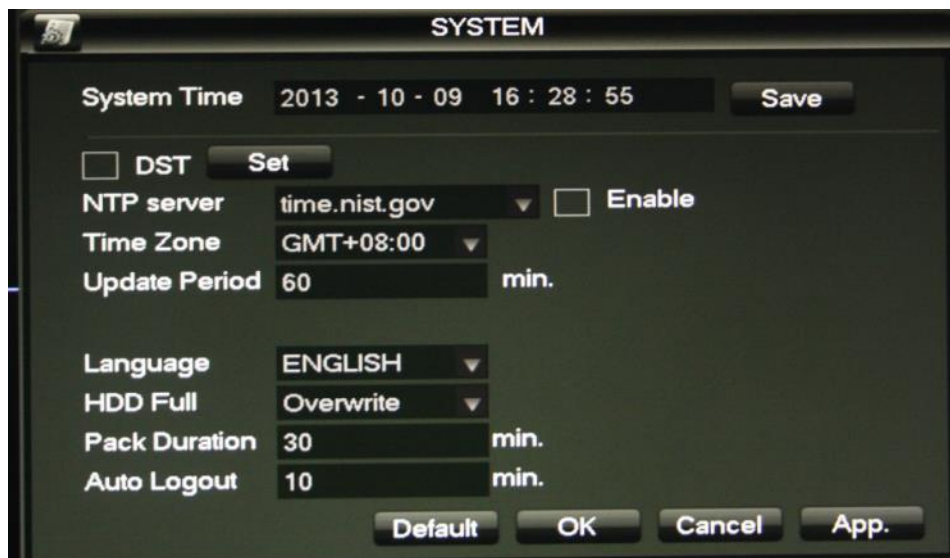 SYSTEM
System Time 2013 - 10 - 09 16 : 28 : 55 Save
DST Set
NTP server time.nist.gov Enable
Time Zone GMT+08:00
Update Period 60 min.
Language ENGLISH
HDD Full Overwrite
Pack Duration 30 min.
Auto Logout 10 min.
Default OK Cancel App.